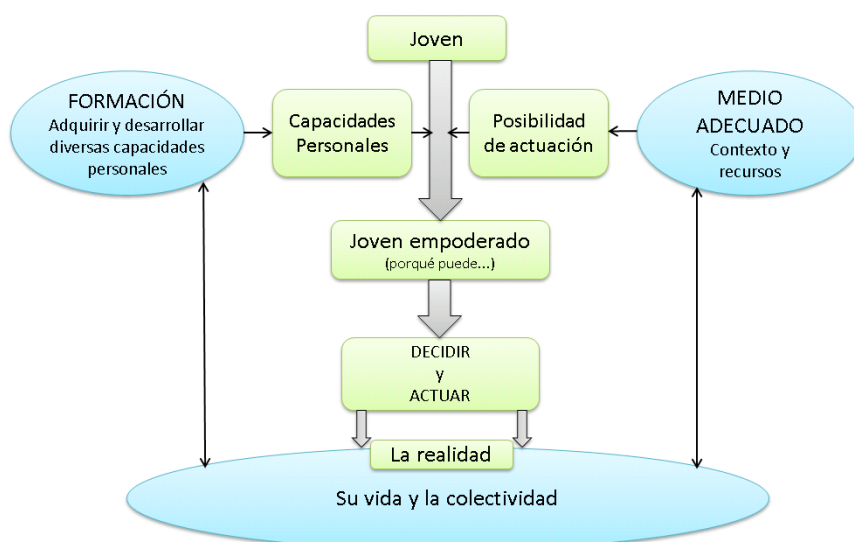 Joven
FORMACIÓN
Adquirir y desarrollar
diversas capacidades
personales
Capacidades
Personales
Posibilidad
de actuación
MEDIO
ADECUADO
Contexto y
recursos
Joven empoderado
(porqué puede...)
DECIDIR
y
ACTUAR
La realidad
Su vida y la colectividad